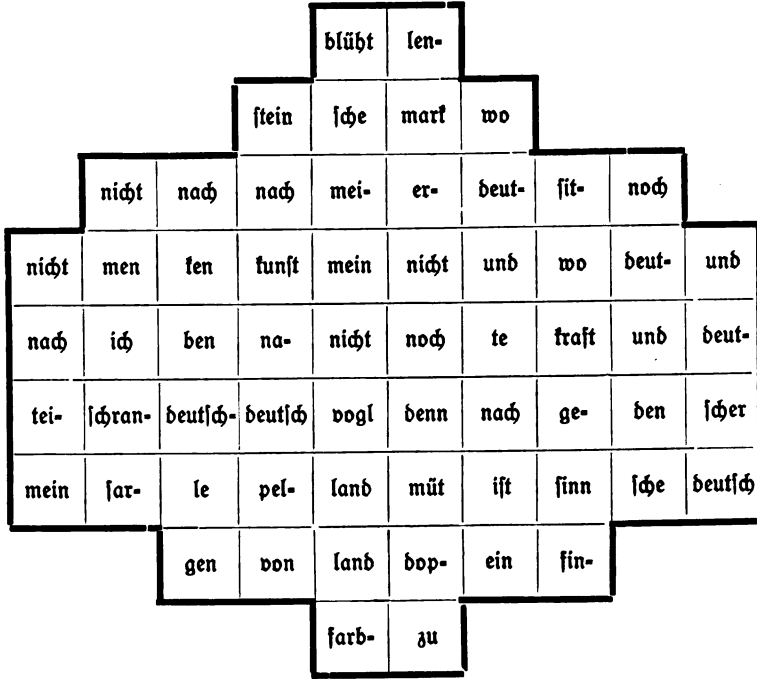 blüht len-
stein sche mark wo
nicht nach nach mei- er- deut- sit- noch
nicht men ken kunst mein nicht und wo deut- und
nach ich ben na- nicht noch te kraft und deut-
tei- schran- deutsch- deutsch vogl denn nach ge- den scher
mein far- le pel- land müt ist sinn sche deutsch
gen von land dop- ein fin-
farb- zu